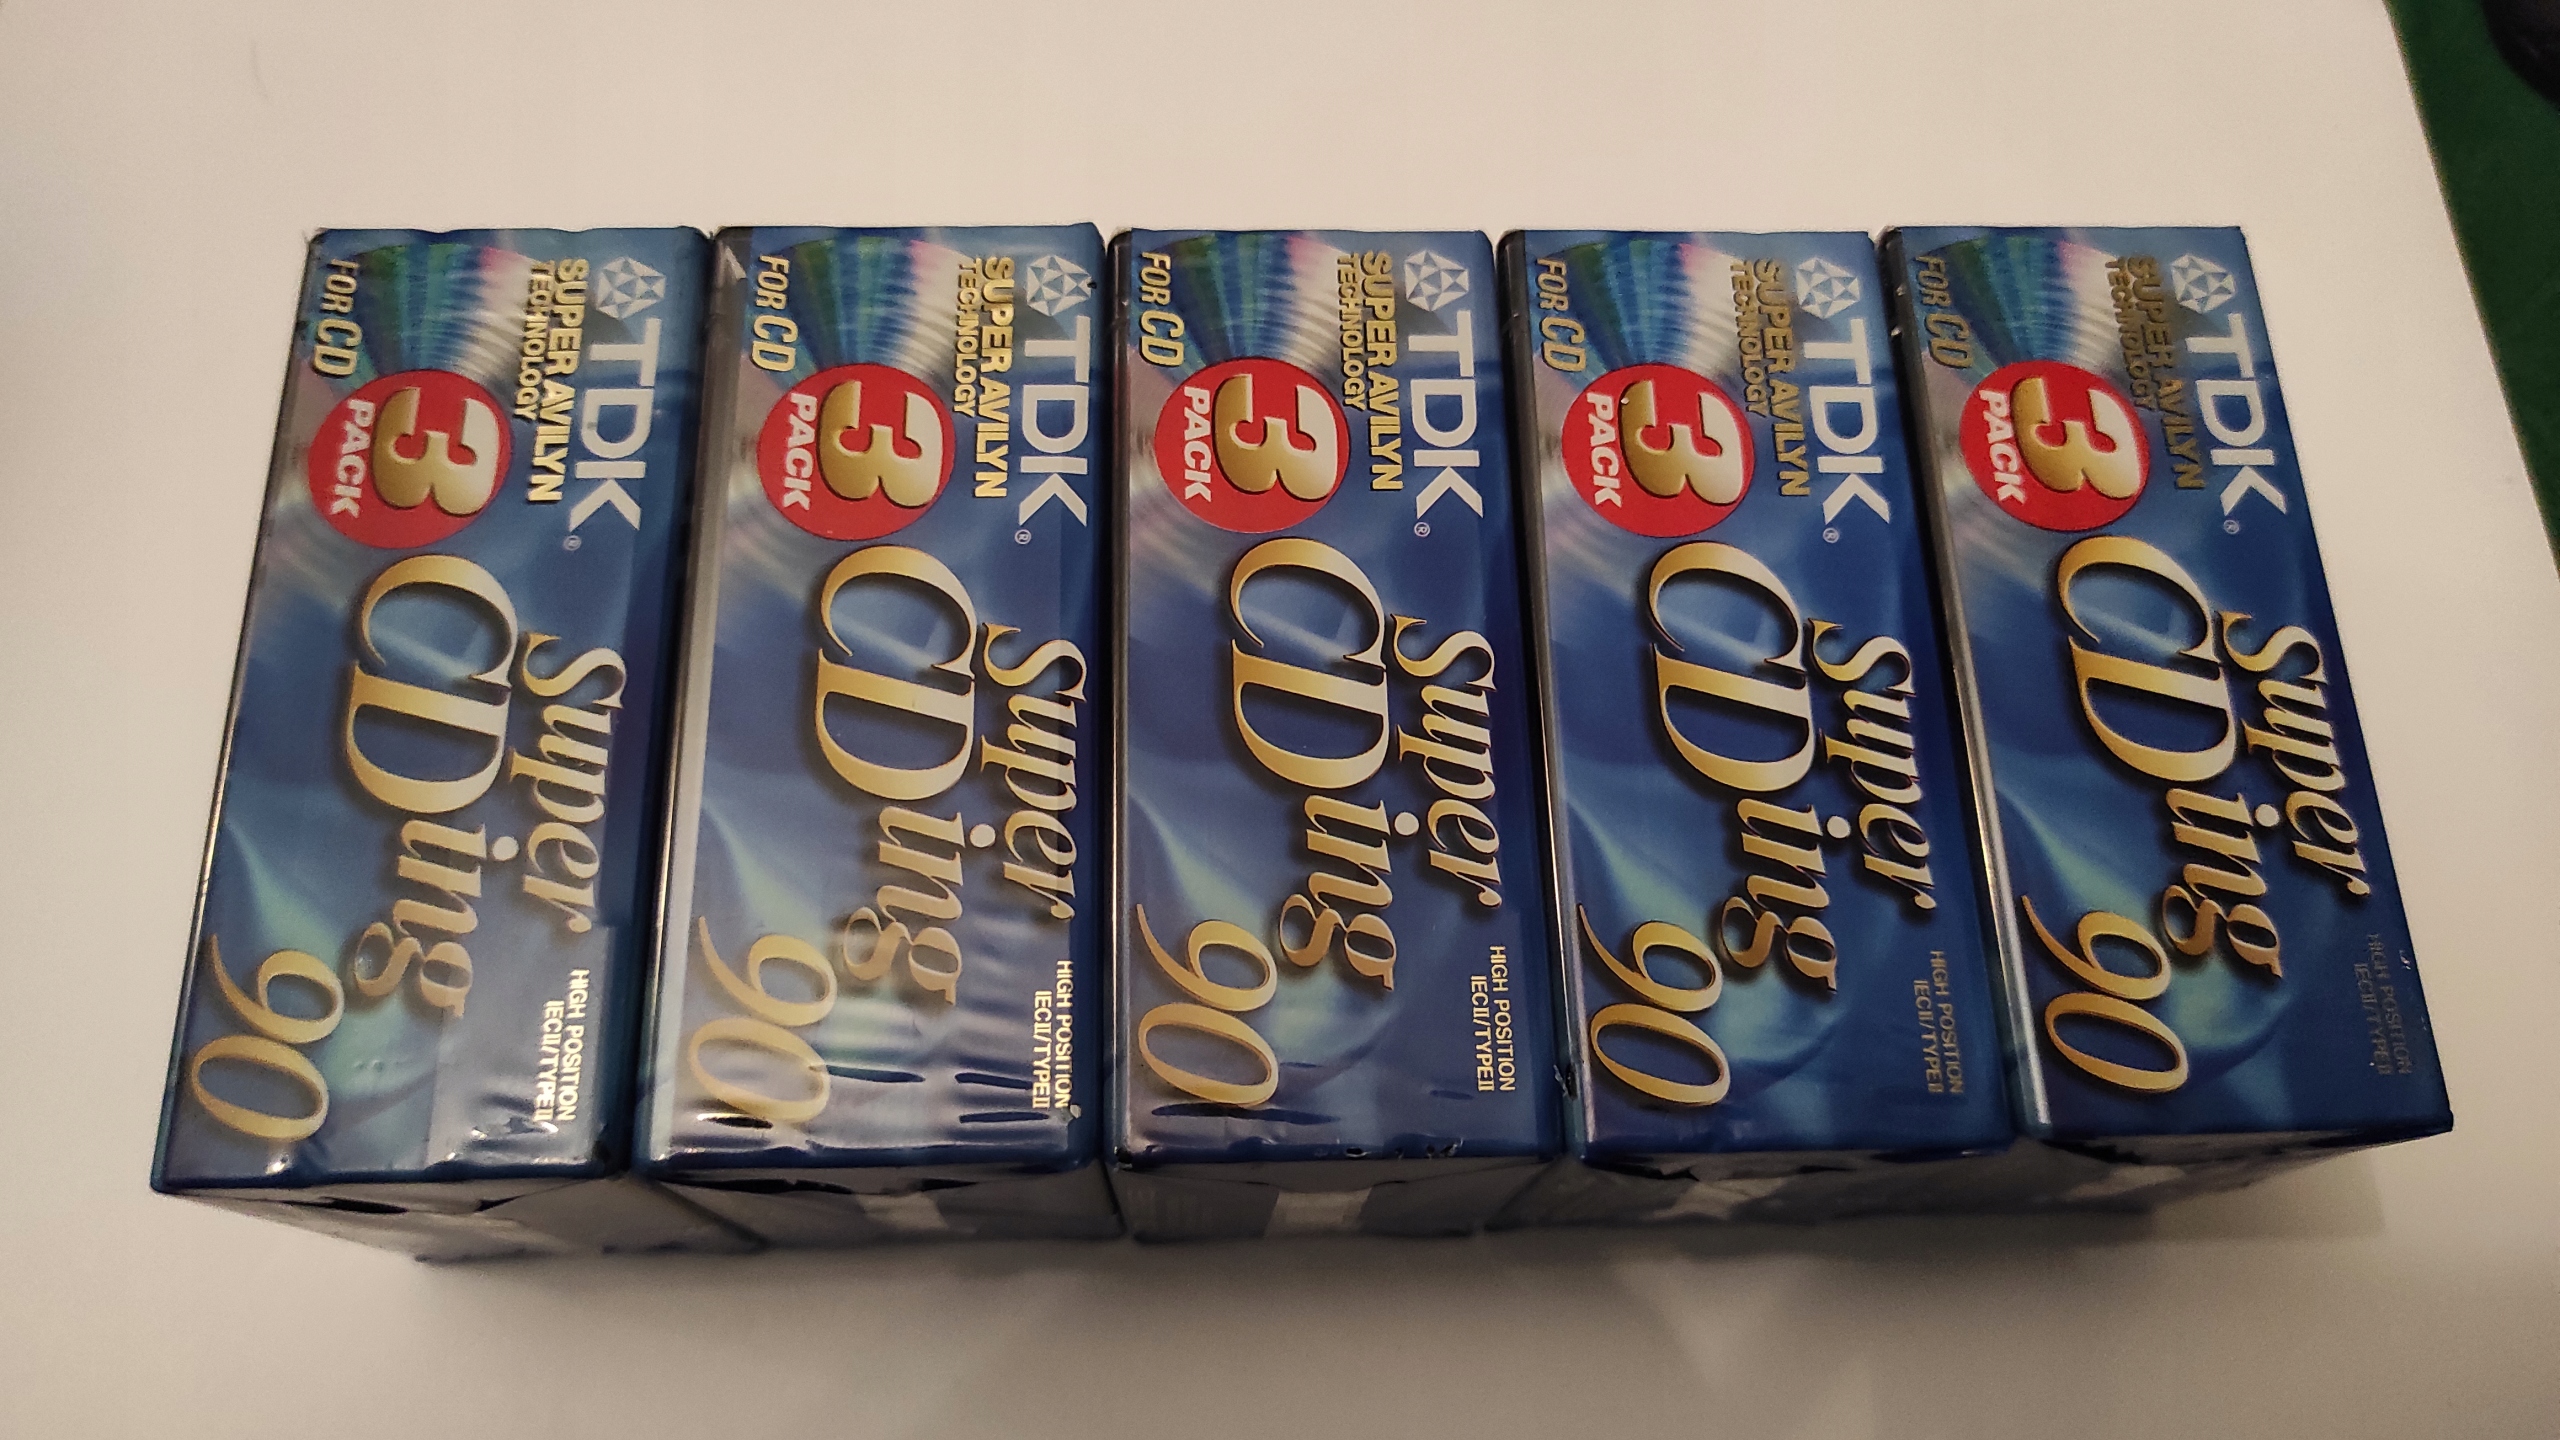 TDK®
SUPER AVILYN
TECHNOLOGY
FOR CD
3
PACK
Super
CDing
90
HIGH POSITION
IECII/TYPEII
TDK®
SUPER AVILYN
TECHNOLOGY
FOR CD
3
PACK
Super
CDing
90
HIGH POSITION
IECII/TYPEII
TDK®
SUPER AVILYN
TECHNOLOGY
FOR CD
3
PACK
Super
CDing
90
HIGH POSITION
IECII/TYPEII
TDK®
SUPER AVILYN
TECHNOLOGY
FOR CD
3
PACK
Super
CDing
90
HIGH POSITION
IECII/TYPEII
TDK®
SUPER AVILYN
TECHNOLOGY
FOR CD
3
PACK
Super
CDing
90
HIGH POSITION
IECII/TYPEII